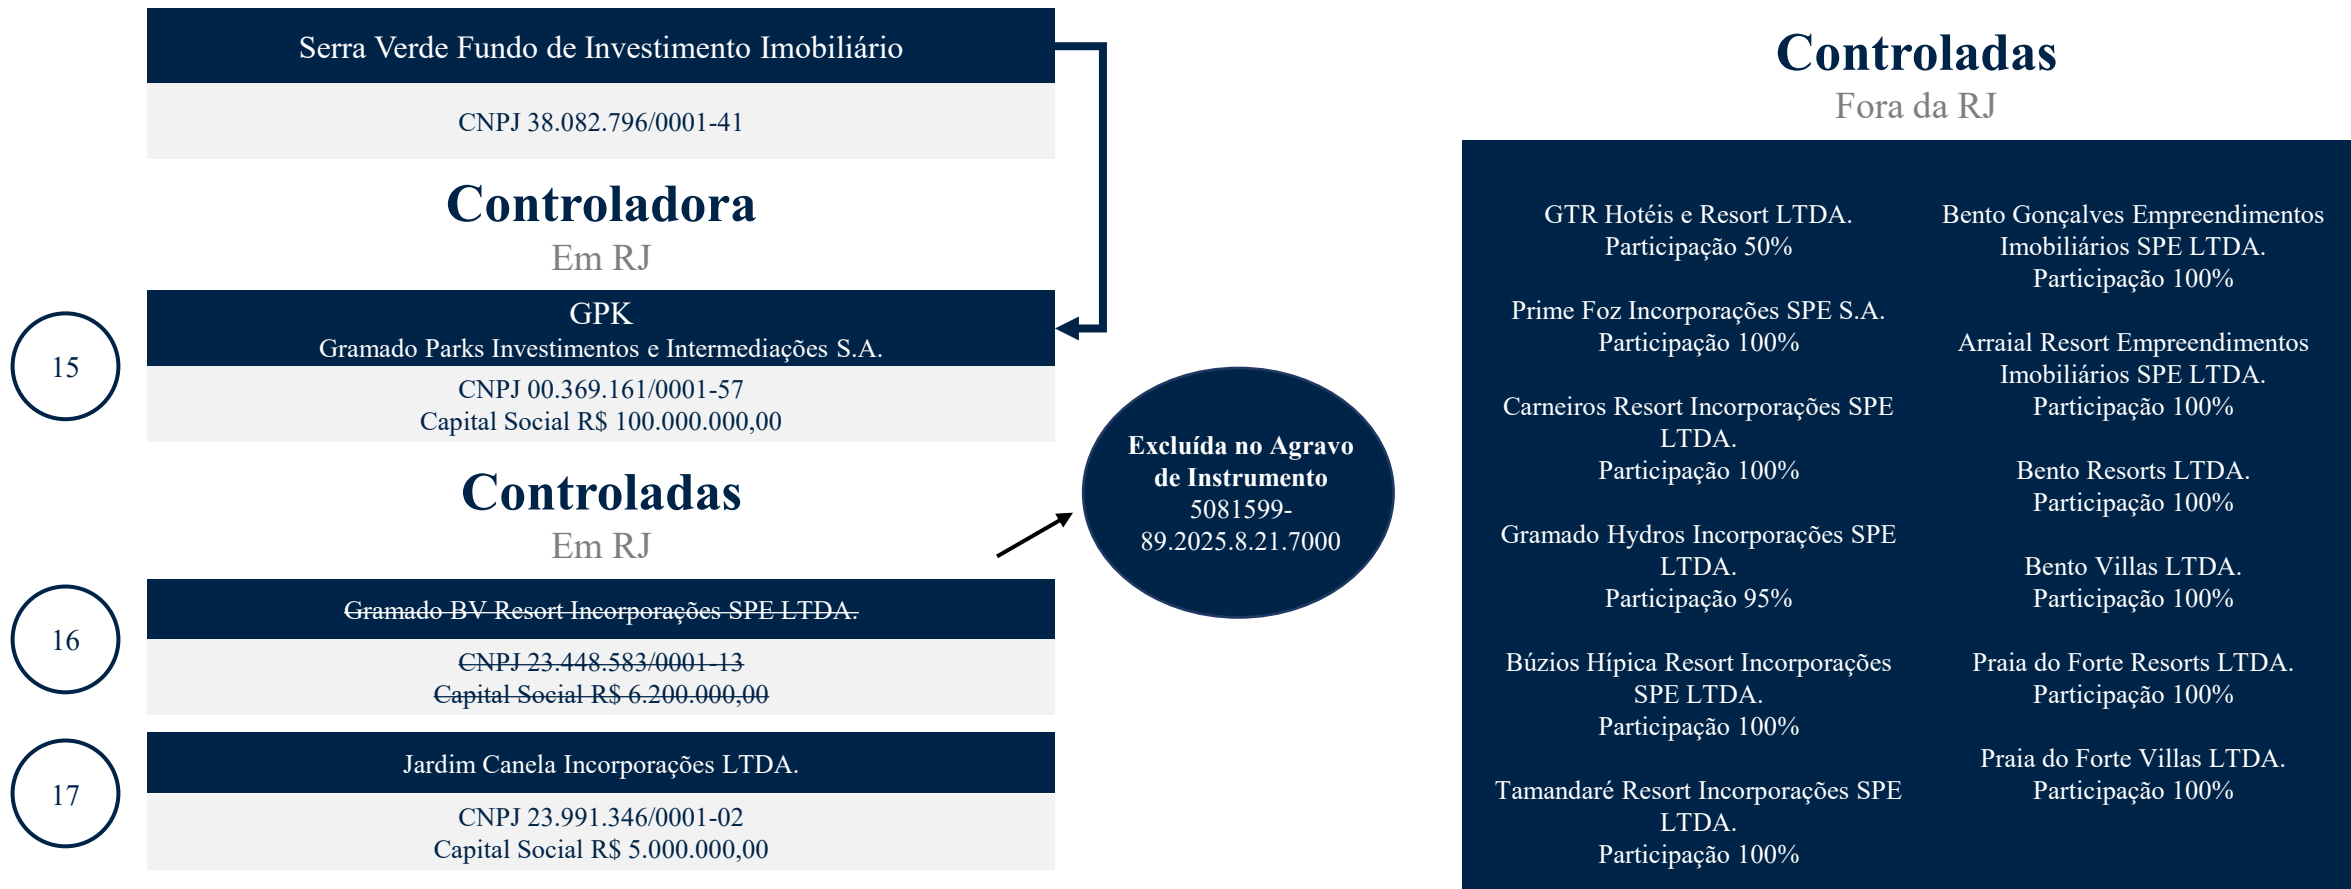 Serra Verde Fundo de Investimento Imobiliário
CNPJ 38.082.796/0001-41
Controladora
Em RJ
15
GPK
Gramado Parks Investimentos e Intermediações S.A.
CNPJ 00.369.161/0001-57
Capital Social R$ 100.000.000,00
Controladas
Em RJ
Excluída no Agravo
de Instrumento
5081599-
89.2025.8.21.7000
16
Gramado BV Resort Incorporações SPE LTDA.
CNPJ 23.448.583/0001-13
Capital Social R$ 6.200.000,00
17
Jardim Canela Incorporações LTDA.
CNPJ 23.991.346/0001-02
Capital Social R$ 5.000.000,00
Controladas
Fora da RJ
GTR Hotéis e Resort LTDA.
Participação 50%
Prime Foz Incorporações SPE S.A.
Participação 100%
Carneiros Resort Incorporações SPE
LTDA.
Participação 100%
Gramado Hydros Incorporações SPE
LTDA.
Participação 95%
Búzios Hípica Resort Incorporações
SPE LTDA.
Participação 100%
Tamandaré Resort Incorporações SPE
LTDA.
Participação 100%
Bento Gonçalves Empreendimentos
Imobiliários SPE LTDA.
Participação 100%
Arraial Resort Empreendimentos
Imobiliários SPE LTDA.
Participação 100%
Bento Resorts LTDA.
Participação 100%
Bento Villas LTDA.
Participação 100%
Praia do Forte Resorts LTDA.
Participação 100%
Praia do Forte Villas LTDA.
Participação 100%